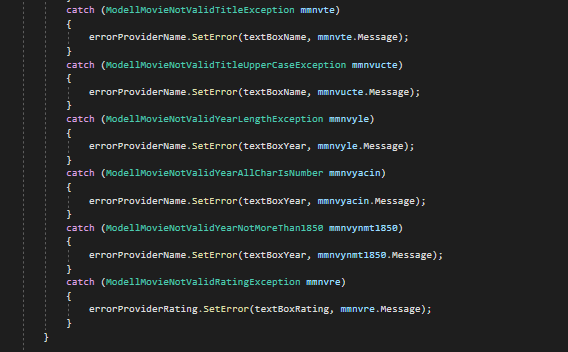 catch (ModellMovieNotValidTitleException mmnvte)
{
errorProviderName.SetError(textBoxName, mmnvte.Message);
}
catch (ModellMovieNotValidTitleUpperCaseException mmnvucte)
{
errorProviderName.SetError(textBoxName, mmnvucte.Message);
}
catch (ModellMovieNotValidYearLengthException mmnvyle)
{
errorProviderName.SetError(textBoxYear, mmnvyle.Message);
}
catch (ModellMovieNotValidYearAllCharIsNumber mmnvyacin)
{
errorProviderName.SetError(textBoxYear, mmnvyacin.Message);
}
catch (ModellMovieNotValidYearNotMoreThan1850 mmnvynmt1850)
{
errorProviderName.SetError(textBoxYear, mmnvynmt1850.Message);
}
catch (ModellMovieNotValidRatingException mmnvre)
{
errorProviderRating.SetError(textBoxRating, mmnvre.Message);
}
}